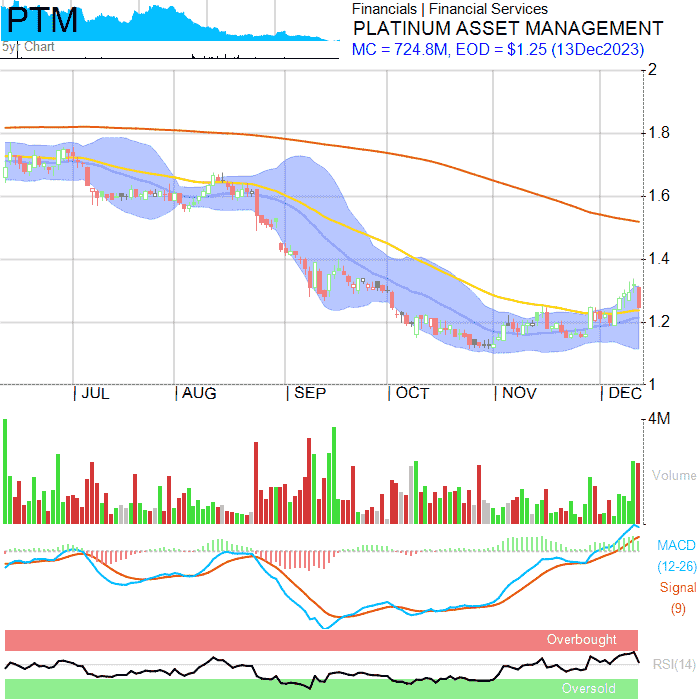 PTM
5yr Chart
Financials | Financial Services
PLATINUM ASSET MANAGEMENT
MC = 724.8M, EOD = $1.25 (13Dec2023)
2
1.8
1.6
1.4
1.2
1
| JUL | AUG | SEP | OCT | NOV | DEC
4M
Volume
MACD
(12-26)
Signal
(9)
Overbought
RSI(14)
Oversold